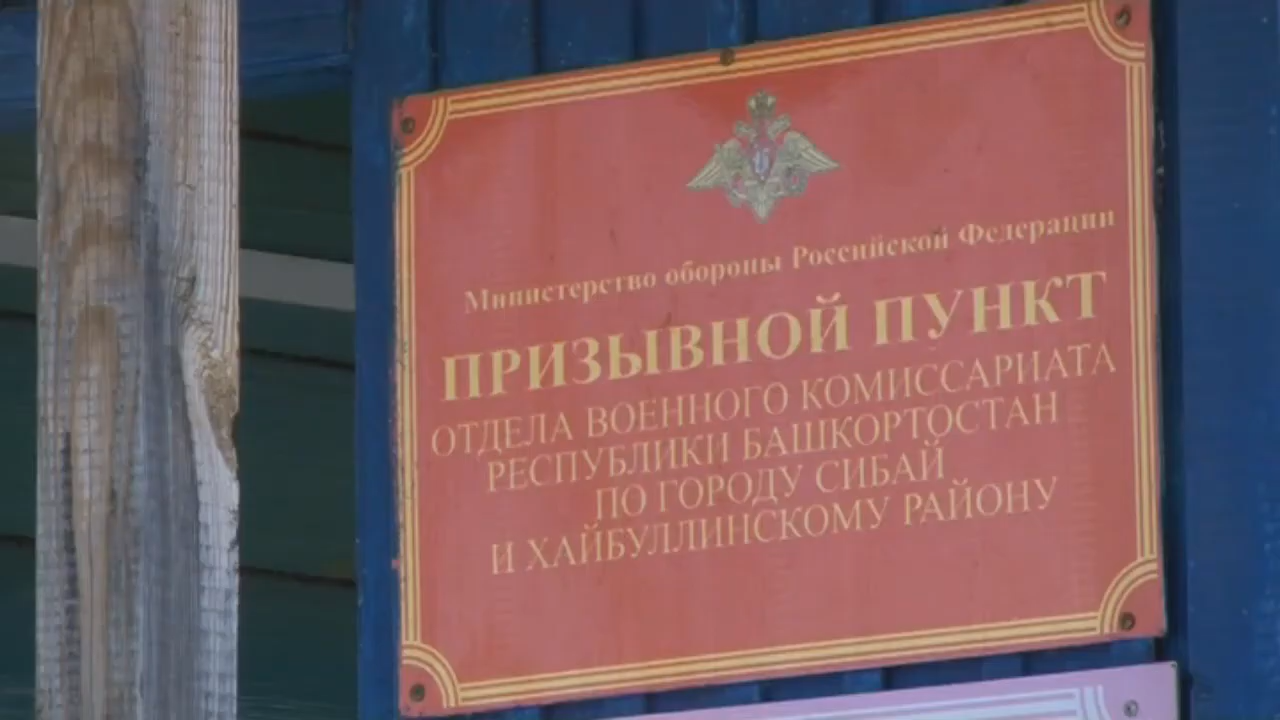 Министерство обороны Российской Федерации
ПРИЗЫВНОЙ ПУНКТ
ОТДЕЛА ВОЕННОГО КОМИССАРИАТА
РЕСПУБЛИКИ БАШКОРТОСТАН
ПО ГОРОДУ СИБАЙ
И ХАЙБУЛЛИНСКОМУ РАЙОНУ